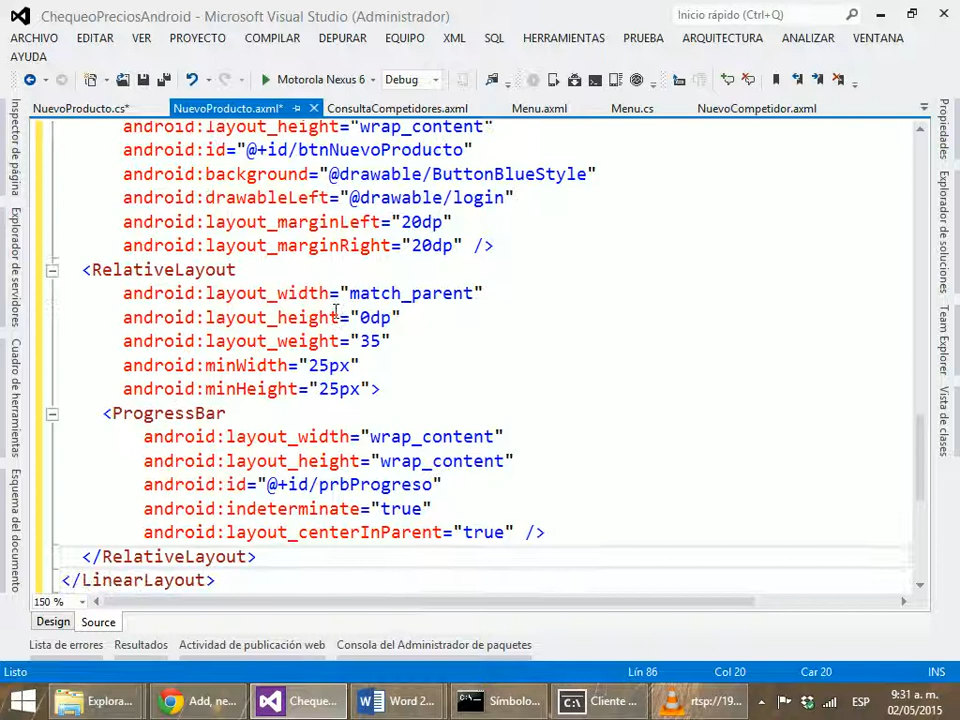 ChequeoPreciosAndroid - Microsoft Visual Studio (Administrador)
Inicio rápido (Ctrl+Q)
ARCHIVO EDITAR VER PROYECTO COMPILAR DEPURAR EQUIPO XML SQL HERRAMIENTAS PRUEBA ARQUITECTURA ANALIZAR VENTANA
AYUDA
Motorola Nexus 6 Debug
NuevoProducto.cs* NuevoProducto.axml* ConsultaCompetidores.axml Menu.axml Menu.cs NuevoCompetidor.axml
Inspector de página
Explorador de servidores
Cuadro de herramientas
Esquema del documento
android:layout_height="wrap_content"
android:id="@+id/btnNuevoProducto"
android:background="@drawable/ButtonBlueStyle"
android:drawableLeft="@drawable/login"
android:layout_marginLeft="20dp"
android:layout_marginRight="20dp" />
<RelativeLayout
android:layout_width="match_parent"
android:layout_height="0dp"
android:layout_weight="35"
android:minWidth="25px"
android:minHeight="25px">
<ProgressBar
android:layout_width="wrap_content"
android:layout_height="wrap_content"
android:id="@+id/prbProgreso"
android:indeterminate="true"
android:layout_centerInParent="true" />
</RelativeLayout>
</LinearLayout>
Propiedades
Explorador de soluciones
Team Explorer
Vista de clases
150 %
Design Source
Lista de errores Resultados Actividad de publicación web Consola del Administrador de paquetes
Listo Lín 86 Col 20 Car 20 INS
Explora... Add, ne... Cheque... Word 2... Símbolo... Cliente ... rtsp://19... ESP 9:31 a. m.
02/05/2015